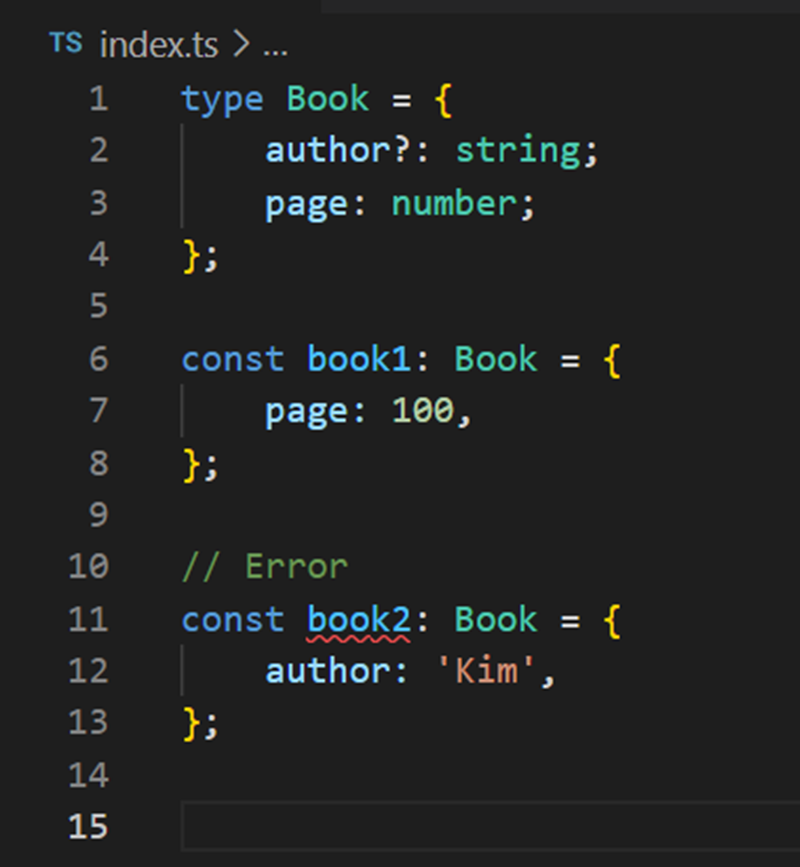 TS index.ts > ...
1 type Book = {
2 author?: string;
3 page: number;
4 };
5
6 const book1: Book = {
7 page: 100,
8 };
9
10 // Error
11 const book2: Book = {
12 author: 'Kim',
13 };
14
15